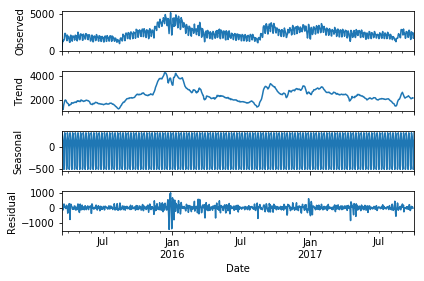 Observed
5000
0
Trend
4000
2000
Seasonal
0
−500
Residual
1000
0
−1000
Jul
Jan
2016
Jul
Jan
2017
Jul
Date